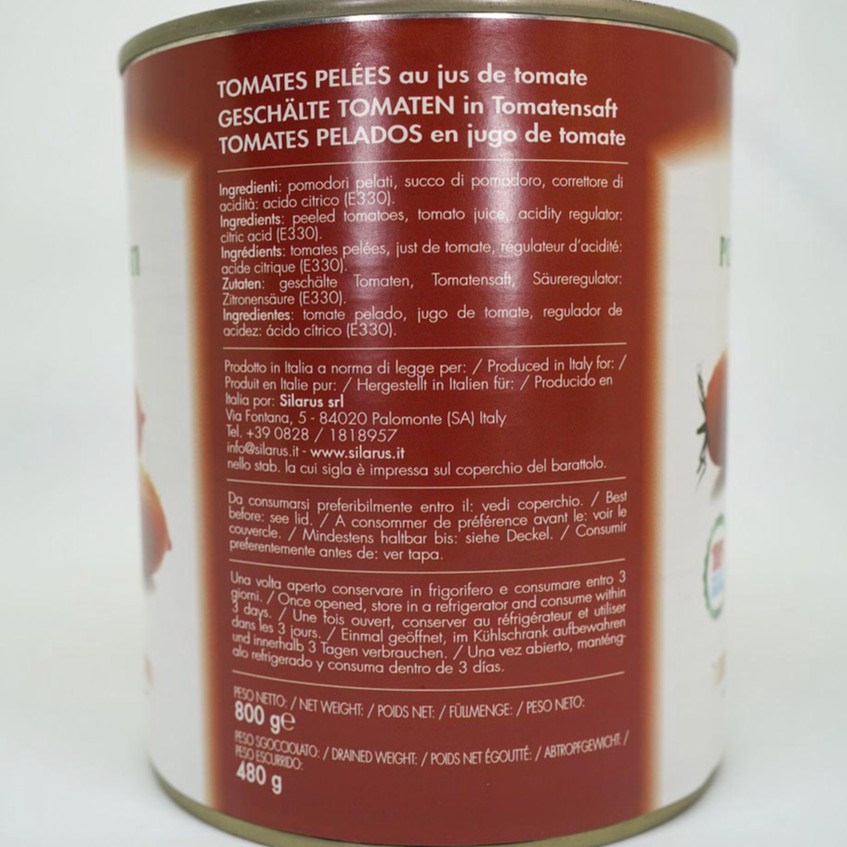 TOMATES PELÉES au jus de tomate
GESCHÄLTE TOMATEN in Tomatensaft
TOMATES PELADOS en jugo de tomate
Ingredienti: pomodori pelati, succo di pomodoro, correttore di
acidità: acido citrico (E330).
Ingredients: peeled tomatoes, tomato juice, acidity regulator:
citric acid (E330).
Ingrédients: tomates pelées, just de tomate, régulateur d'acidité:
acide citrique (E330).
Zutaten: geschälte Tomaten, Tomatensaft, Säureregulator:
Zitronensäure (E330).
Ingredientes: tomate pelado, jugo de tomate, regulador de
acidez: ácido cítrico (E330).
Prodotto in Italia a norma di legge per: / Produced in Italy for: /
Produit en Italie pur: / Hergestellt in Italien für: / Producido en
Italia por: Silarus srl
Via Fontana, 5 - 84020 Palomonte (SA) Italy
Tel. +39 0828 / 1818957
info@silarus.it - www.silarus.it
nello stab. la cui sigla è impressa sul coperchio del barattolo.
Da consumarsi preferibilmente entro il: vedi coperchio. / Best
before: see lid. / A consommer de préférence avant le: voir le
couvercle. / Mindestens haltbar bis: siehe Deckel. / Consumir
preferentemente antes de: ver tapa.
Una volta aperto conservare in frigorifero e consumare entro 3
giorni. / Once opened, store in a refrigerator and consume within
3 days. / Une fois ouvert, conserver au réfrigérateur et utiliser
dans les 3 jours. / Einmal geöffnet, im Kühlschrank aufbewahren
und innerhalb 3 Tagen verbrauchen. / Una vez abierto, manténg-
alo refrigerado y consuma dentro de 3 días.
PESO NETTO: / NET WEIGHT: / POIDS NET: / FÜLLMENGE: / PESO NETO:
800 g℮
PESO SGOCCIOLATO: / DRAINED WEIGHT: / POIDS NET ÉGOUTTÉ: / ABTROPFGEWICHT: /
PESO ESCURRIDO:
480 g